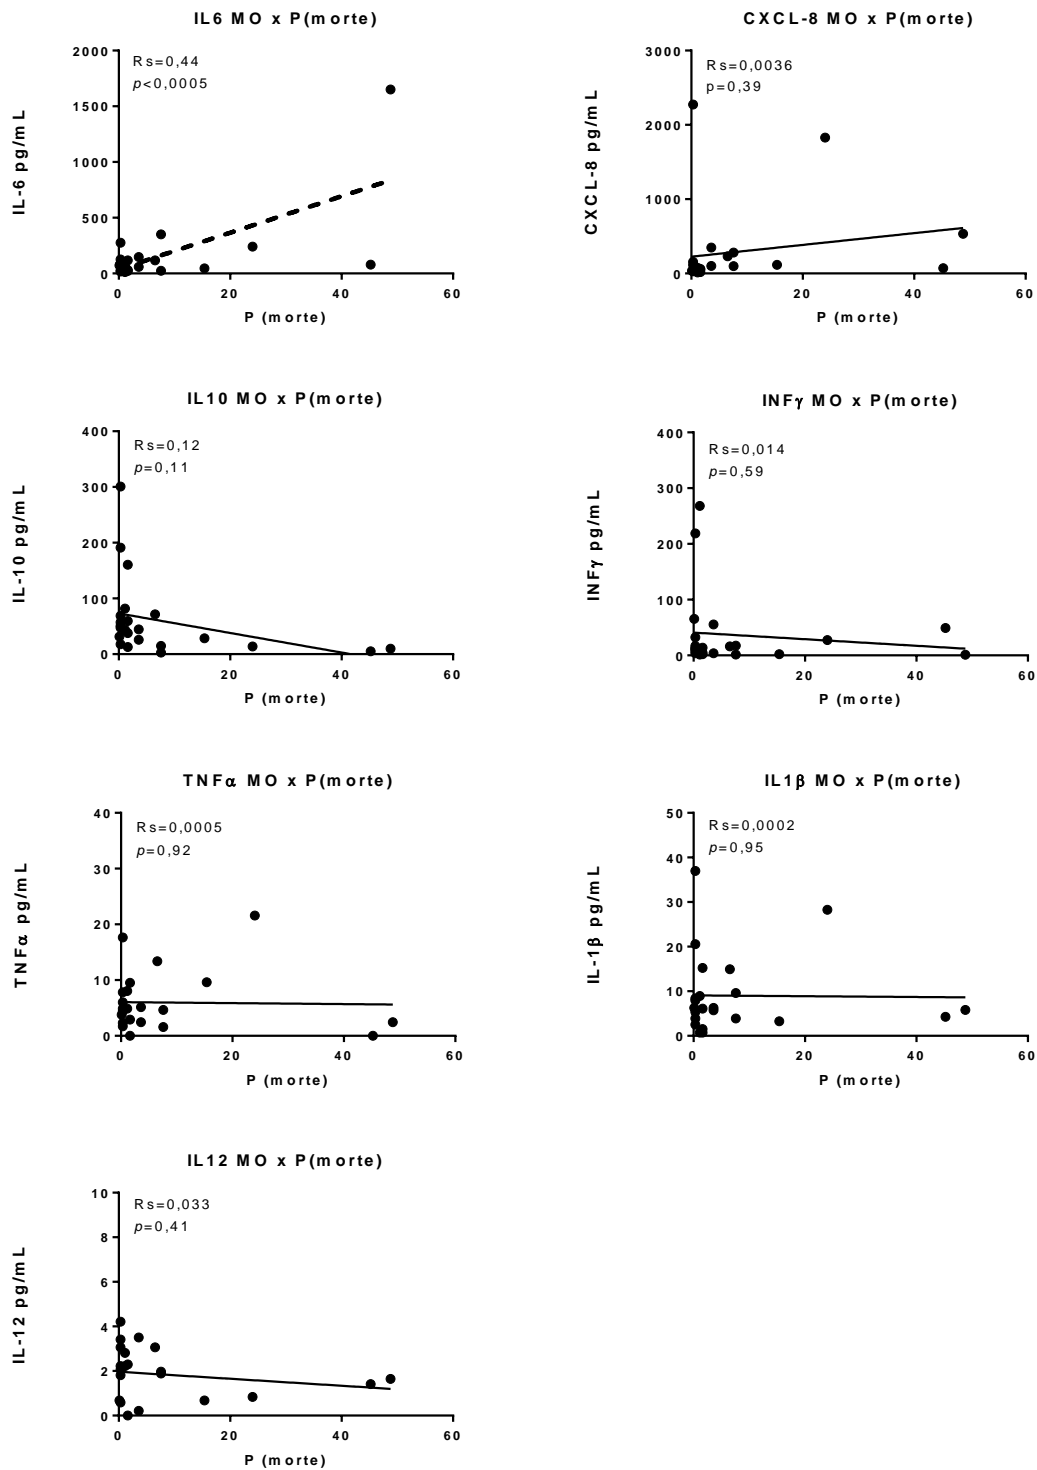 IL6 MO x P(morte)
Rs=0,44
p<0,0005
IL-6 pg/mL
2000
1500
1000
500
0
0 20 40 60
P (morte)
CXCL-8 MO x P(morte)
Rs=0,0036
p=0,39
CXCL-8 pg/mL
3000
2000
1000
0
0 20 40 60
P (morte)
IL10 MO x P(morte)
Rs=0,12
p=0,11
IL-10 pg/mL
400
300
200
100
0
0 20 40 60
P (morte)
INFγ MO x P(morte)
Rs=0,014
p=0,59
INFγ pg/mL
400
300
200
100
0
0 20 40 60
P (morte)
TNFα MO x P(morte)
Rs=0,0005
p=0,92
TNFα pg/mL
40
30
20
10
0
0 20 40 60
P (morte)
IL1β MO x P(morte)
Rs=0,0002
p=0,95
IL-1β pg/mL
50
40
30
20
10
0
0 20 40 60
P (morte)
IL12 MO x P(morte)
Rs=0,033
p=0,41
IL-12 pg/mL
10
8
6
4
2
0
0 20 40 60
P (morte)